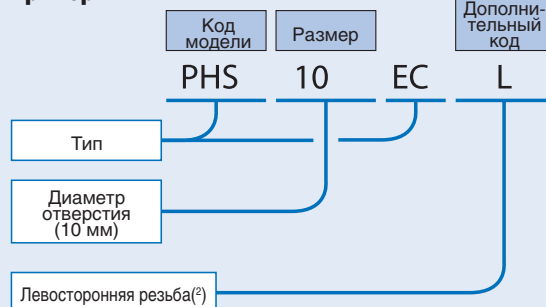 Дополни-
тельный
код
Код
модели
Размер
PHS 10 EC L
Тип
Диаметр
отверстия
(10 мм)
Левосторонняя резьба(²)